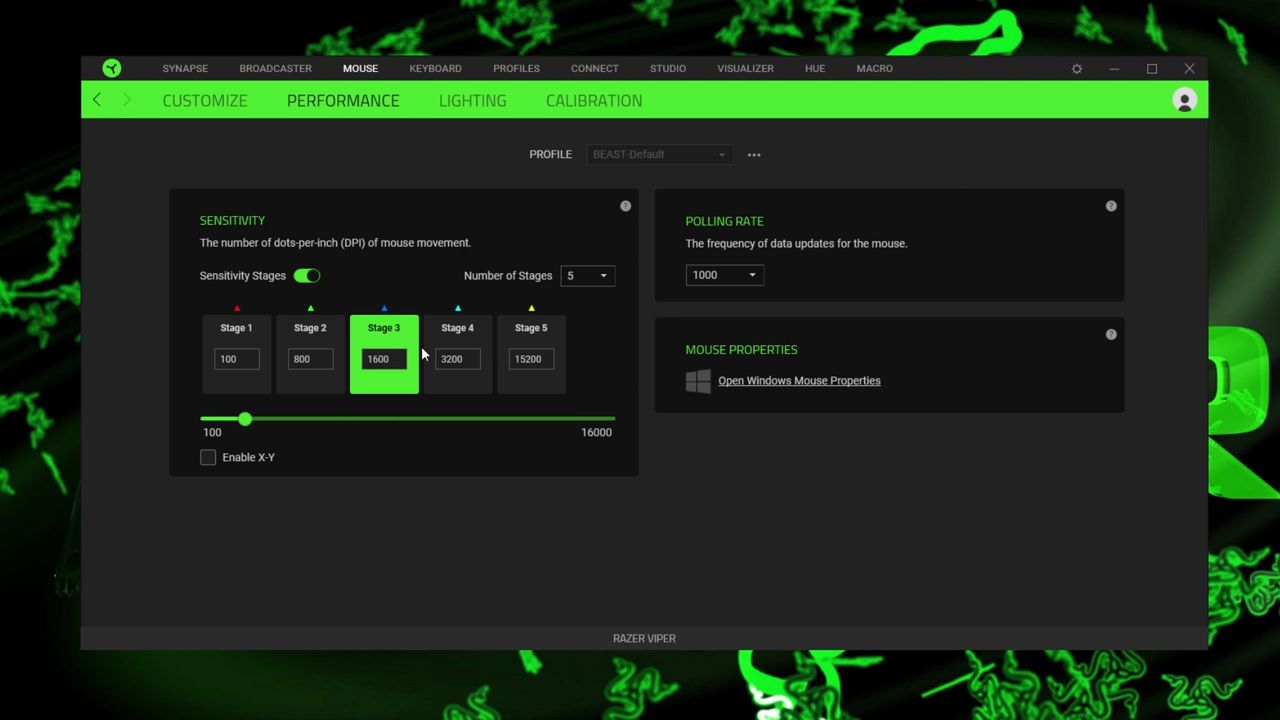 SYNAPSE BROADCASTER MOUSE KEYBOARD PROFILES CONNECT STUDIO VISUALIZER HUE MACRO
CUSTOMIZE PERFORMANCE LIGHTING CALIBRATION
PROFILE BEAST-Default
SENSITIVITY
The number of dots-per-inch (DPI) of mouse movement.
Sensitivity Stages Number of Stages 5
Stage 1 Stage 2 Stage 3 Stage 4 Stage 5
100 800 1600 3200 15200
100 16000
Enable X-Y
POLLING RATE
The frequency of data updates for the mouse.
1000
MOUSE PROPERTIES
Open Windows Mouse Properties
RAZER VIPER